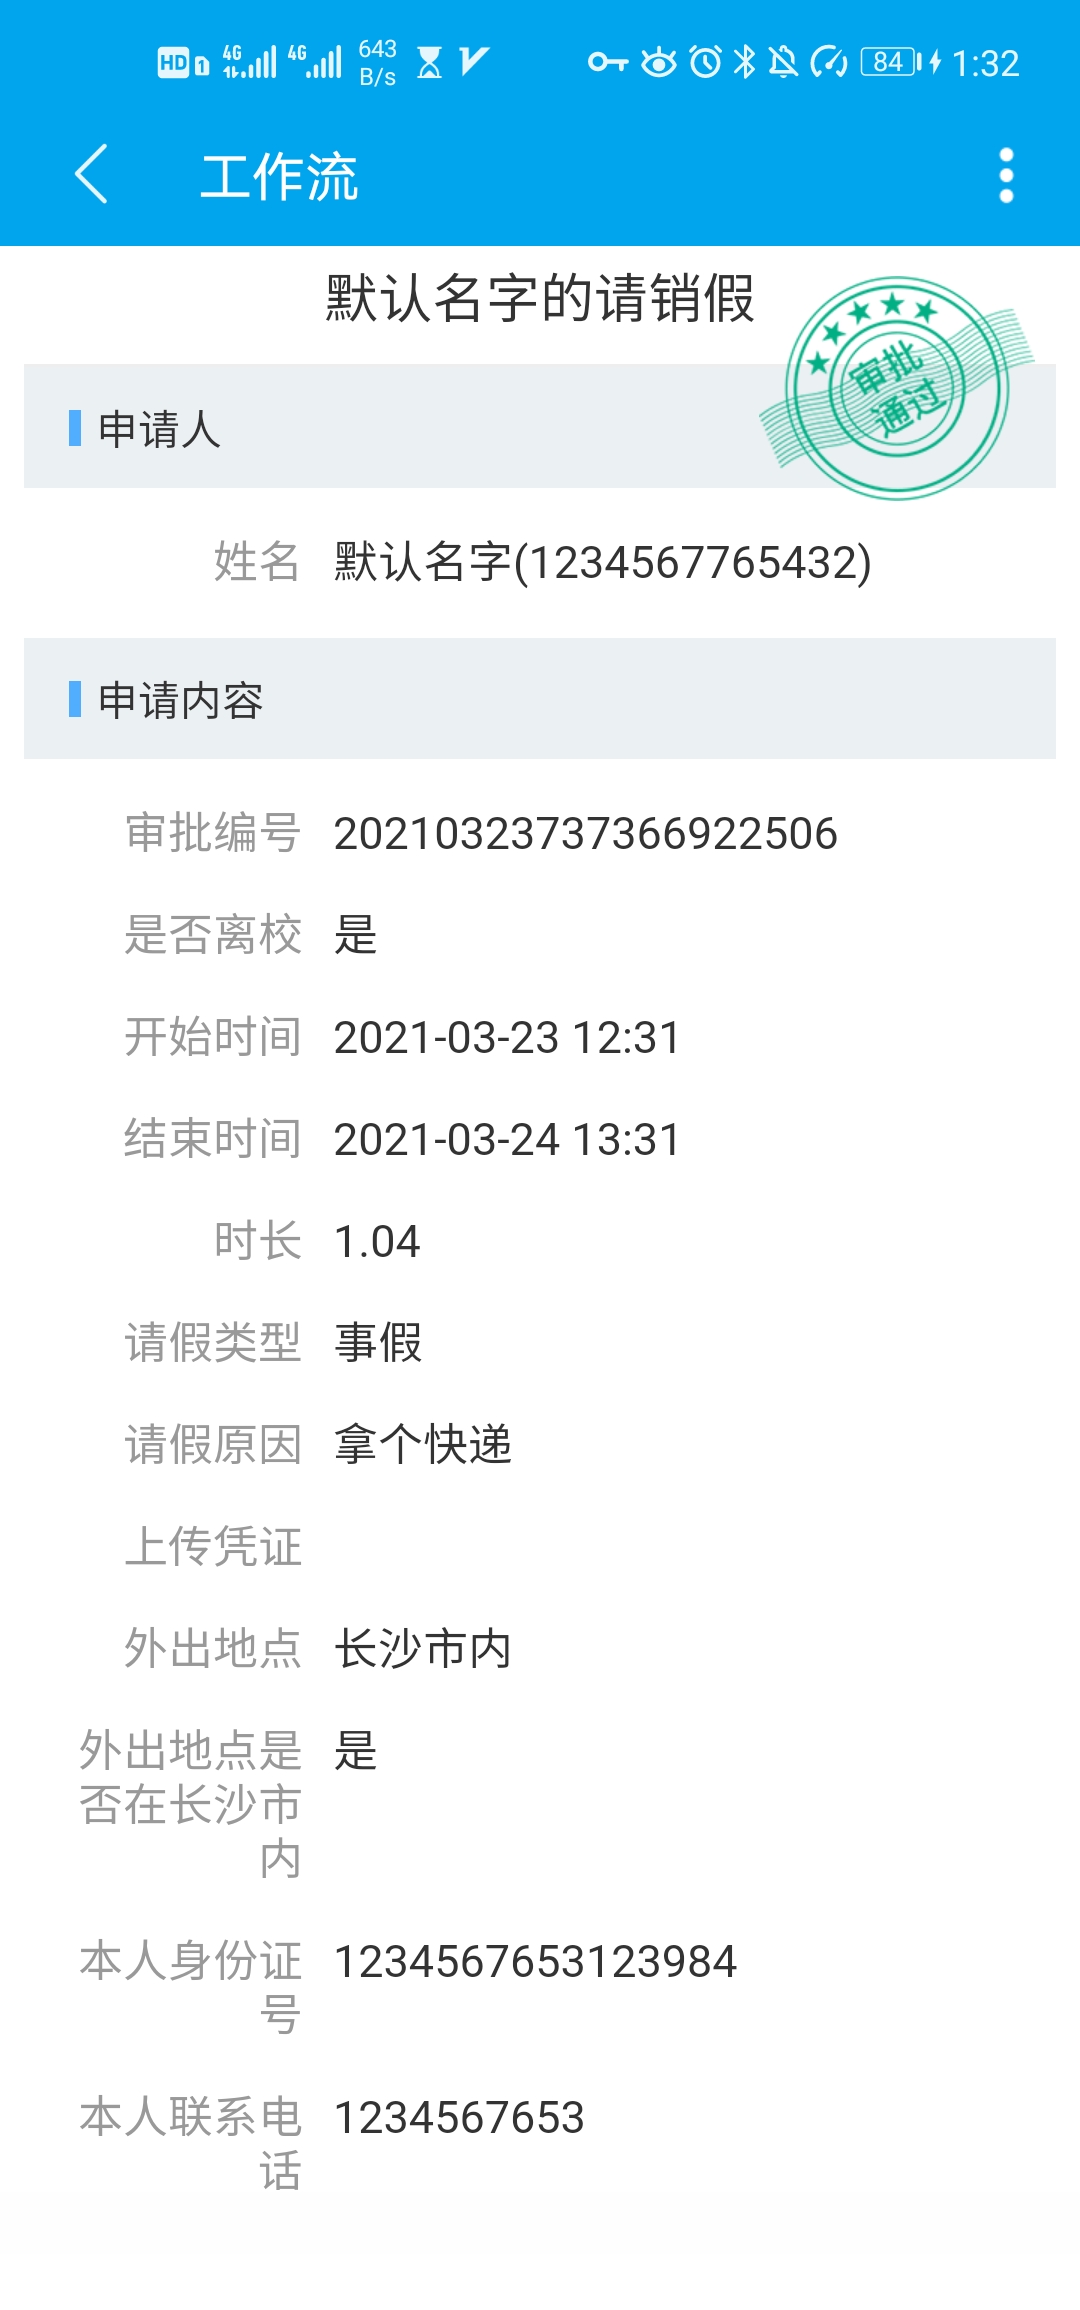 HD 1 4G 4G 643 B/s 84 1:32
工作流
默认名字的请销假
审批
通过
申请人
姓名 默认名字(1234567765432)
申请内容
审批编号 20210323737366922506
是否离校 是
开始时间 2021-03-23 12:31
结束时间 2021-03-24 13:31
时长 1.04
请假类型 事假
请假原因 拿个快递
上传凭证
外出地点 长沙市内
外出地点是 是
否在长沙市
内
本人身份证 1234567653123984
号
本人联系电 1234567653
话